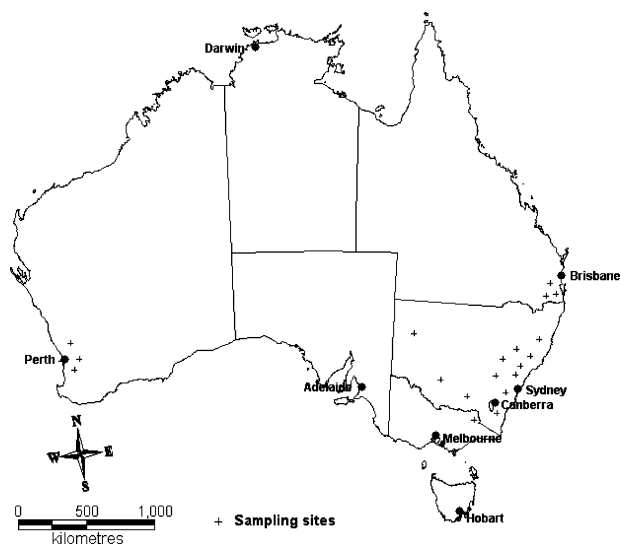 Darwin
Brisbane
Perth
Adelaide
Sydney
Canberra
Melbourne
Hobart
N
W E
S
0 500 1,000
kilometres
+ Sampling sites